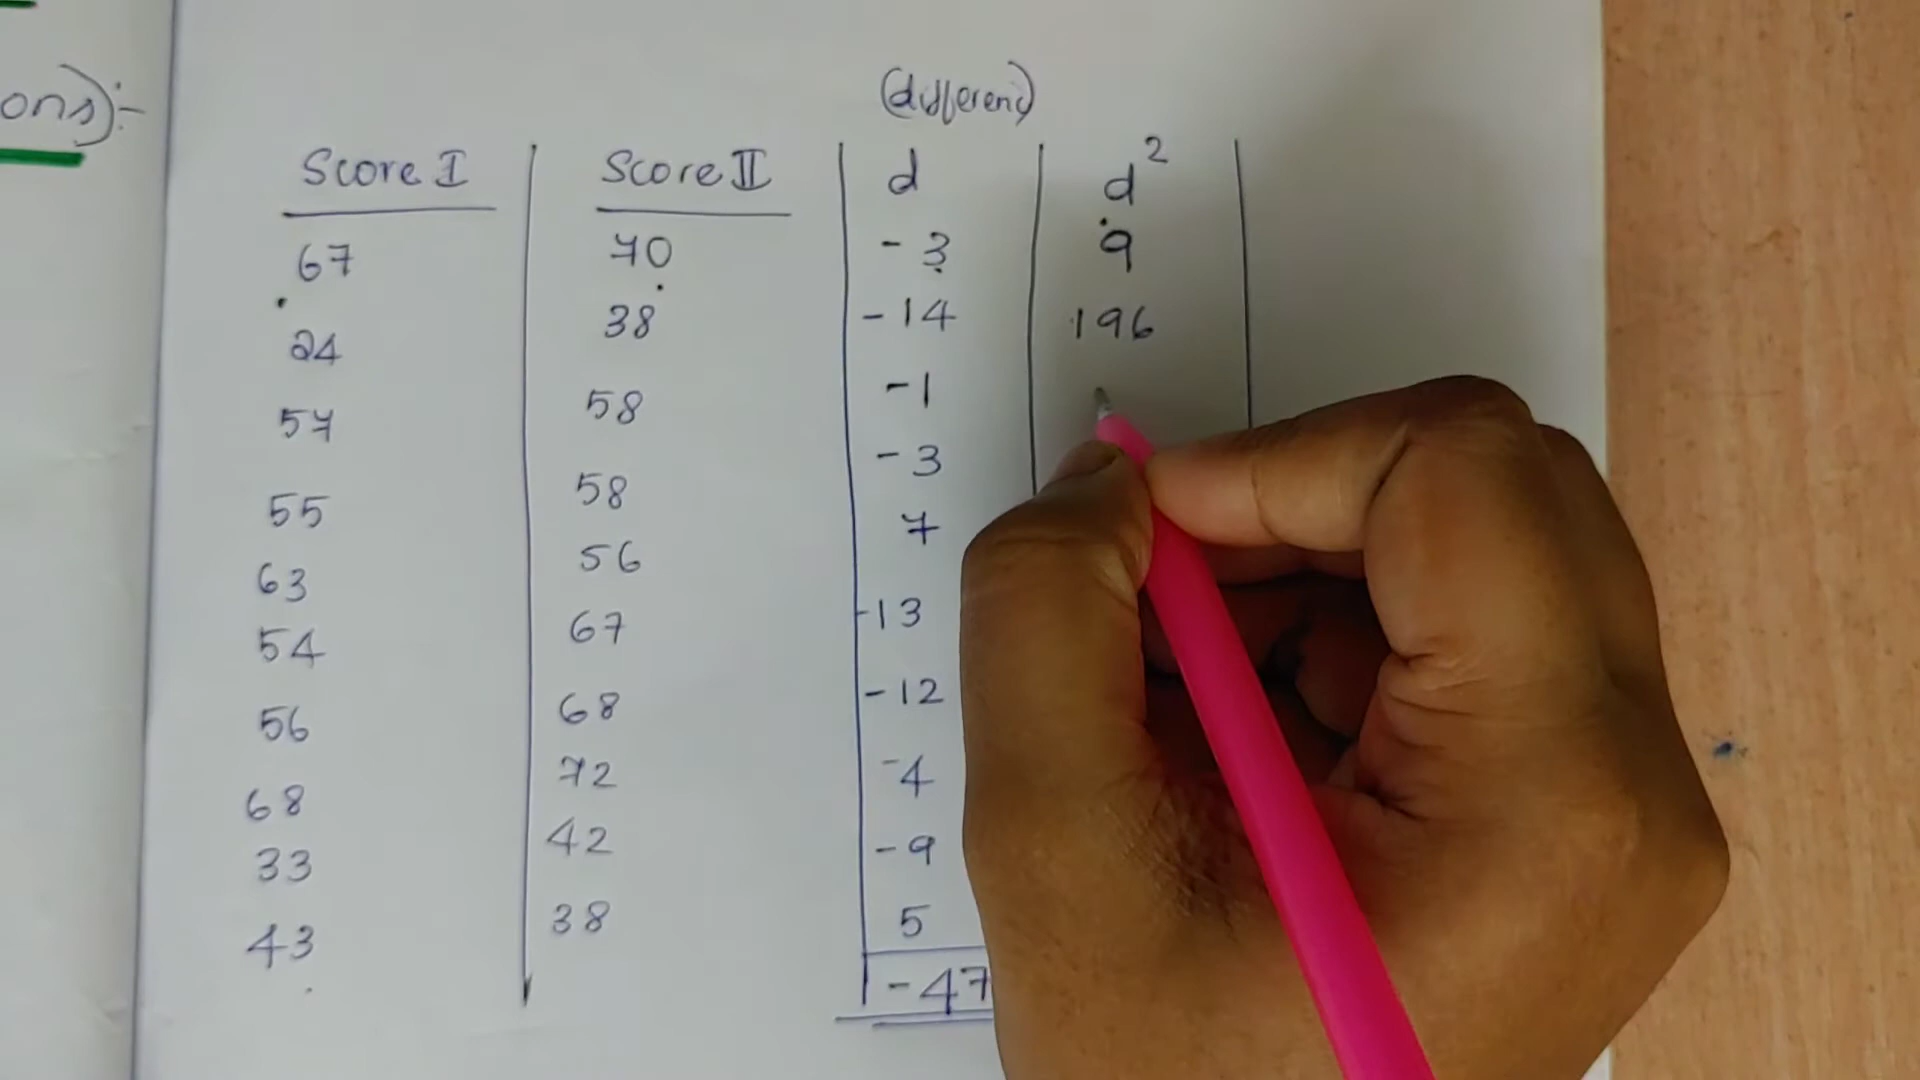 ons):-
(differenc)
Score I Score II d d²
67 70 -3 9
24 38 -14 196
57 58 -1
55 58 -3
63 56 7
54 67 -13
56 68 -12
68 72 -4
33 42 -9
43 38 5
-47